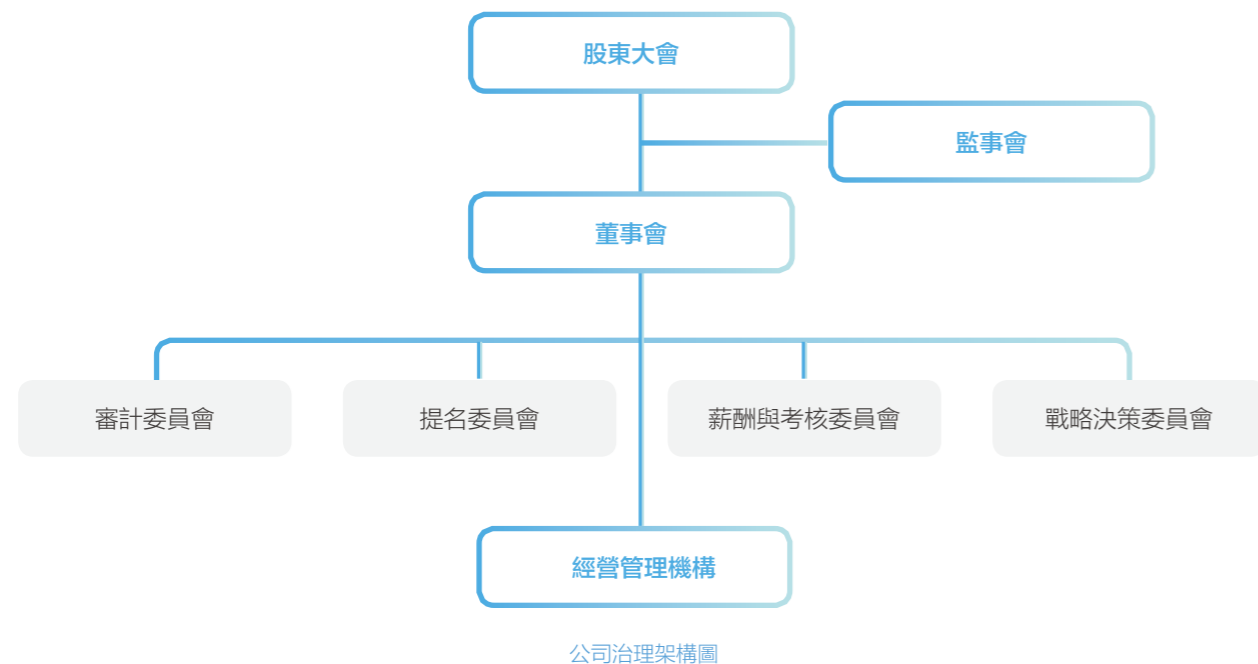 股東大會
監事會
董事會
審計委員會
提名委員會
薪酬與考核委員會
戰略決策委員會
經營管理機構
公司治理架構圖